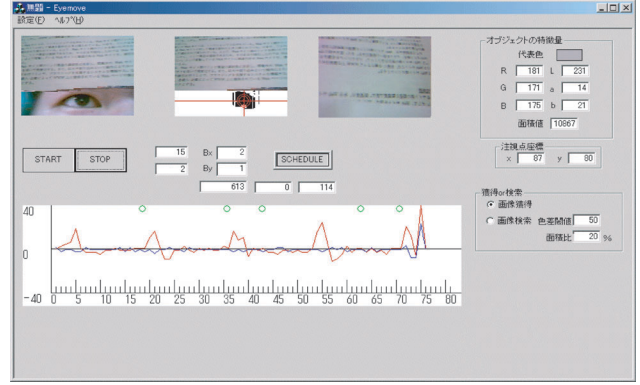 無題 - Eyemove
設定(F) ヘルプ(H)
オブジェクトの特徴量
代表色
R 181 L 231
G 171 a 14
B 175 b 21
面積値 10867
注視点座標
x 87 y 80
START STOP
15 Bx 2
2 By 1
SCHEDULE
613 0 114
獲得or検索
画像獲得
画像検索 色差閾値 50
面積比 20 %
40
0
-40
0 5 10 15 20 25 30 35 40 45 50 55 60 65 70 75 80